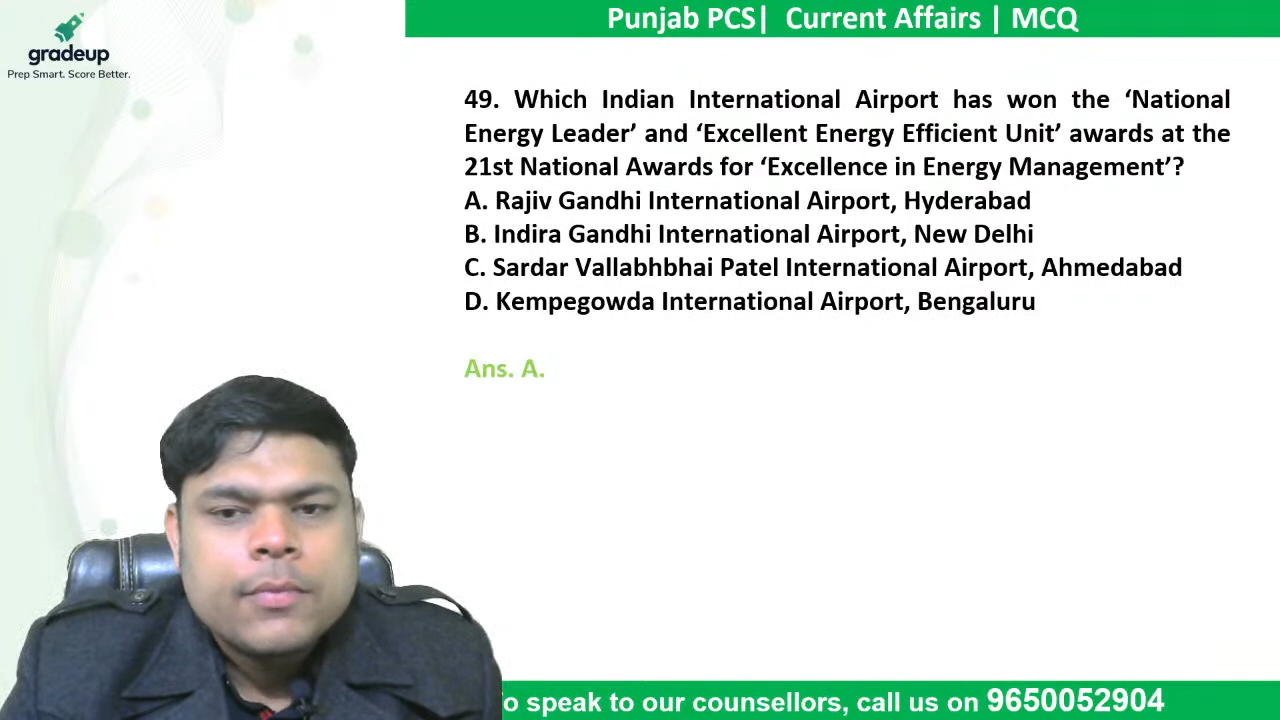 gradeup
Prep Smart. Score Better.
Punjab PCS| Current Affairs | MCQ
49. Which Indian International Airport has won the ‘National
Energy Leader’ and ‘Excellent Energy Efficient Unit’ awards at the
21st National Awards for ‘Excellence in Energy Management’?
A. Rajiv Gandhi International Airport, Hyderabad
B. Indira Gandhi International Airport, New Delhi
C. Sardar Vallabhbhai Patel International Airport, Ahmedabad
D. Kempegowda International Airport, Bengaluru
Ans. A.
o speak to our counsellors, call us on 9650052904